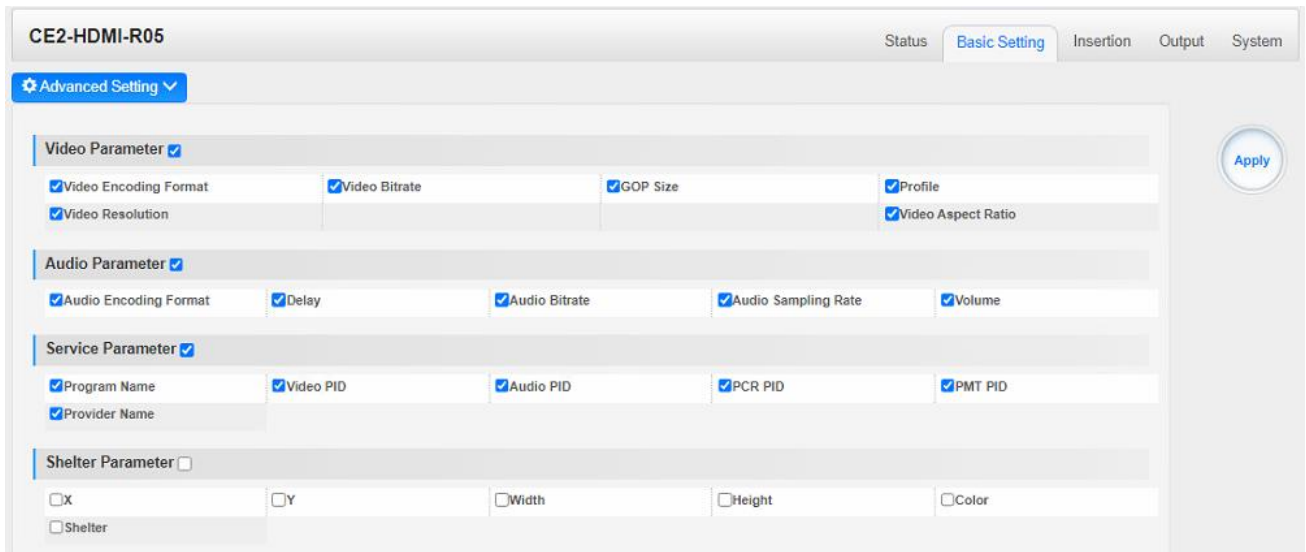 CE2-HDMI-R05
Status Basic Setting Insertion Output System
Advanced Setting
Video Parameter
Apply
Video Encoding Format Video Bitrate GOP Size Profile
Video Resolution Video Aspect Ratio
Audio Parameter
Audio Encoding Format Delay Audio Bitrate Audio Sampling Rate Volume
Service Parameter
Program Name Video PID Audio PID PCR PID PMT PID
Provider Name
Shelter Parameter
X Y Width Height Color
Shelter